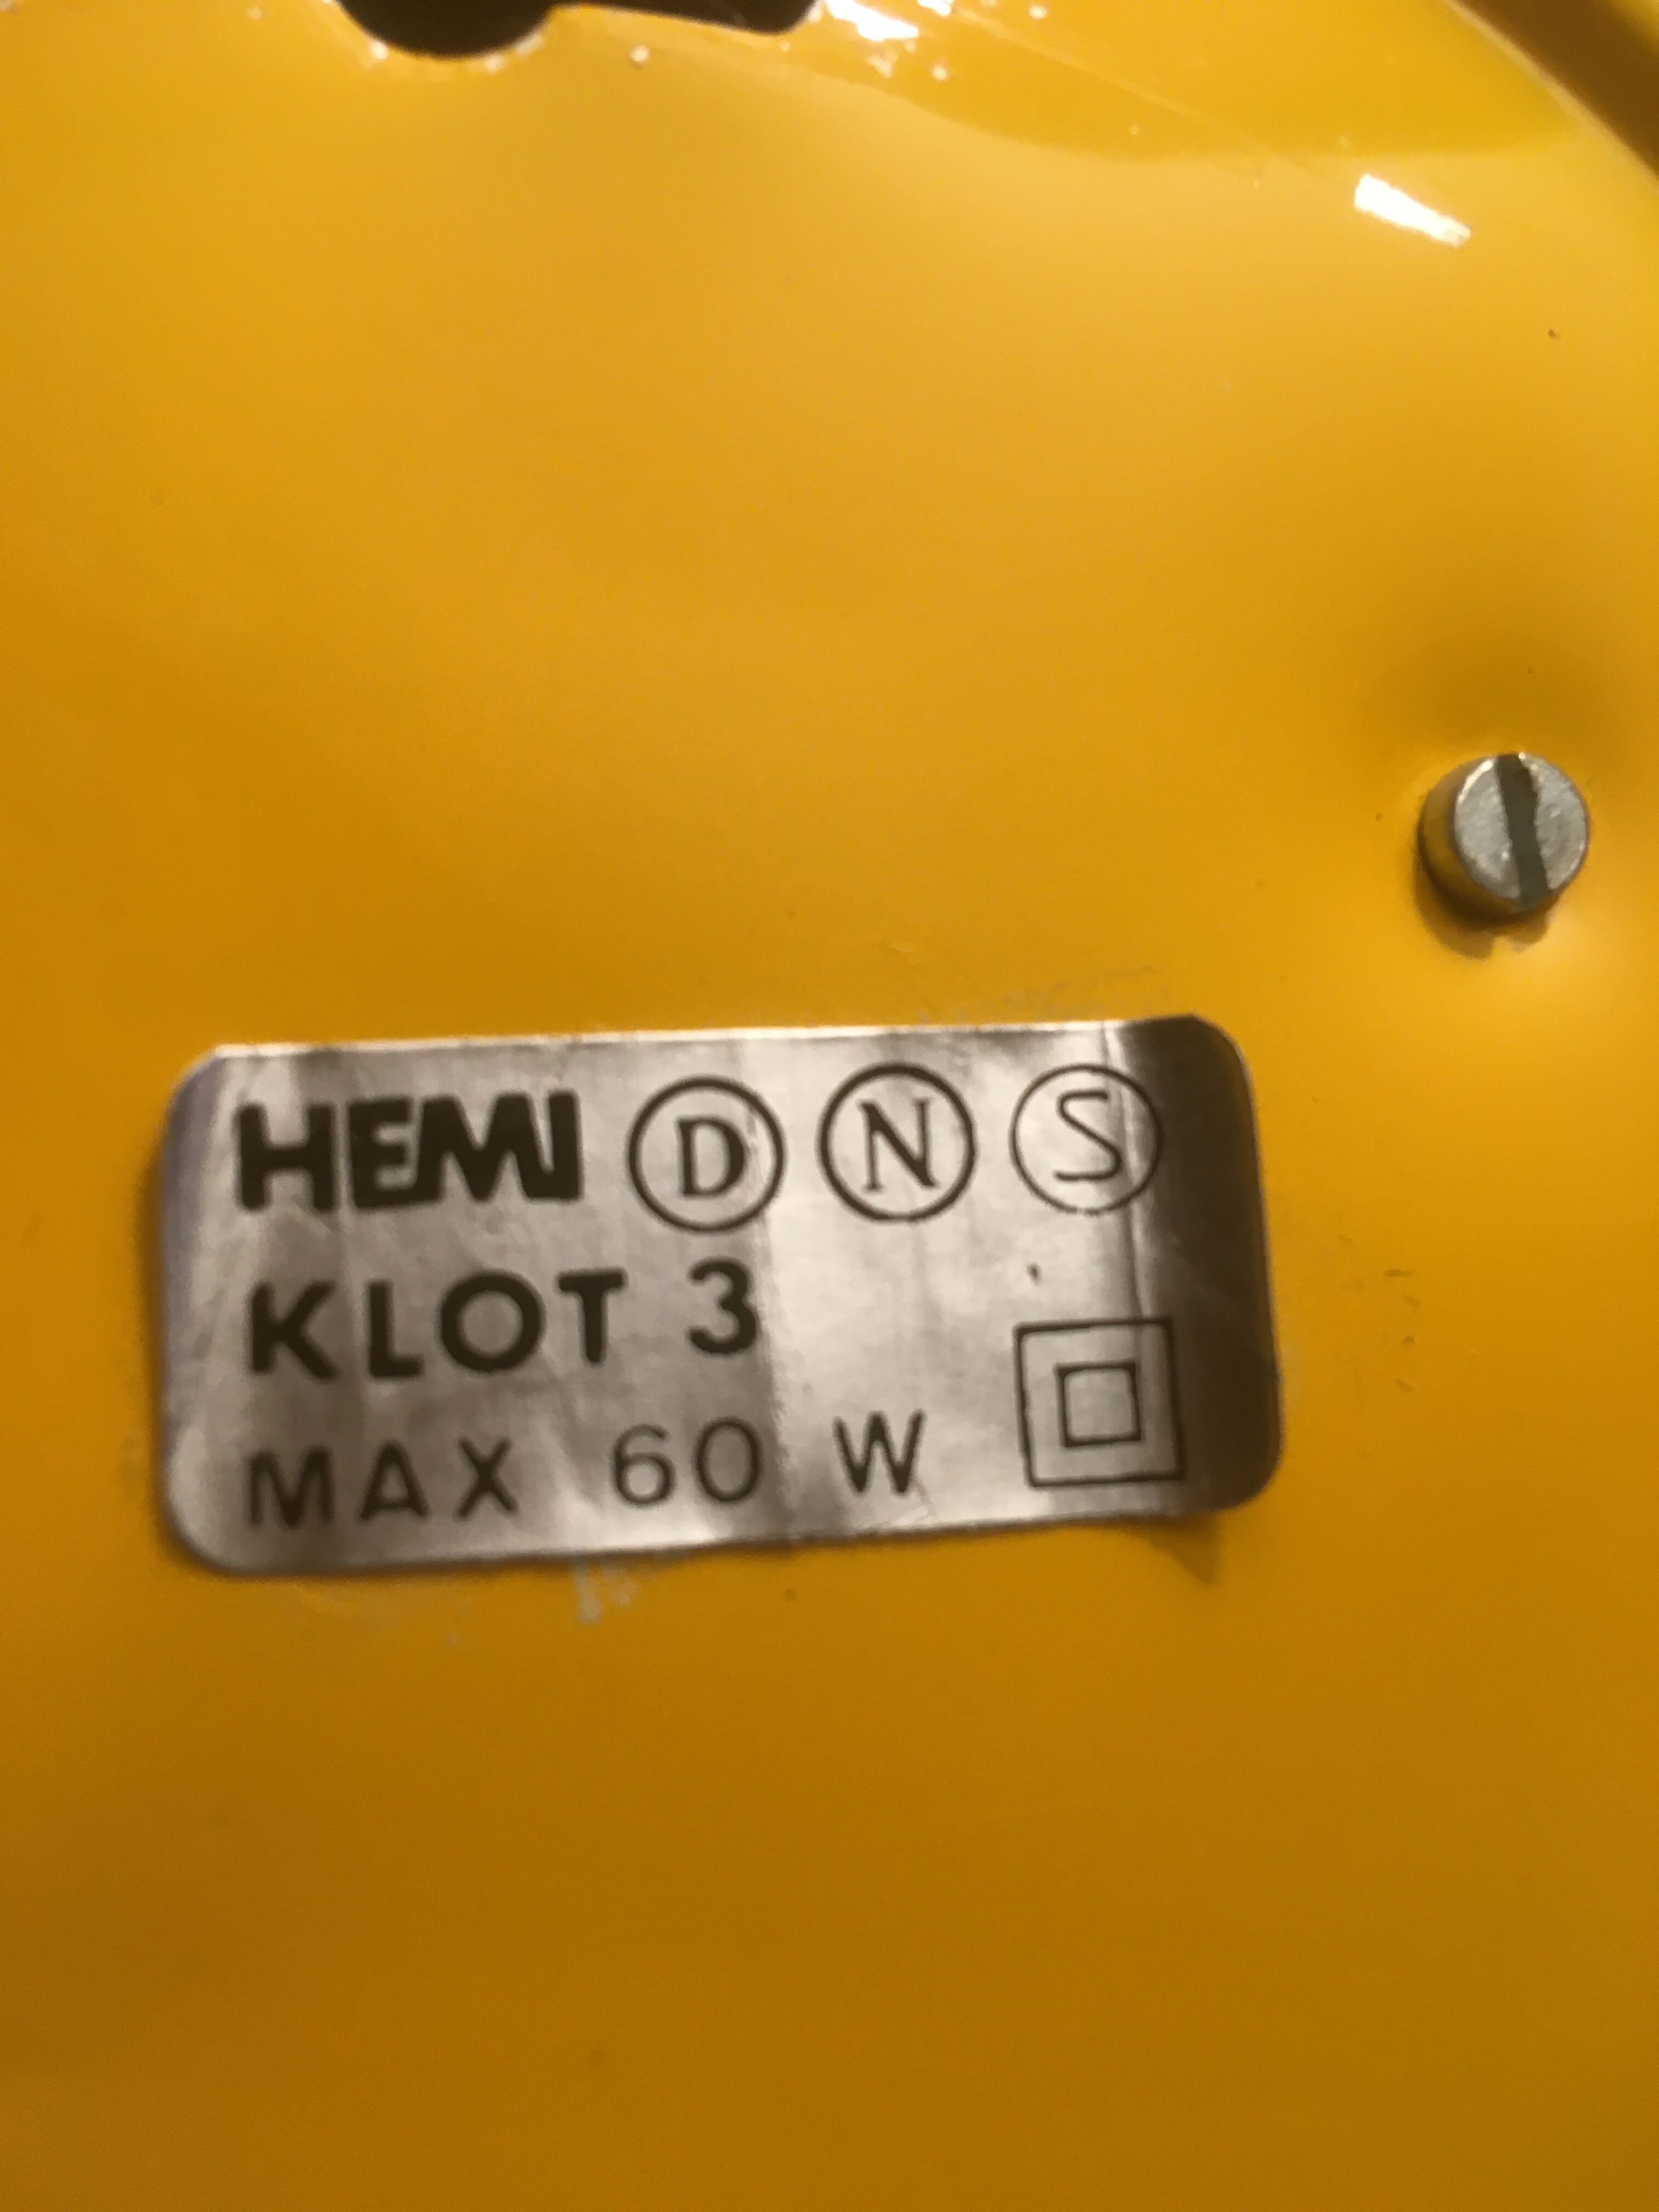 HEMI D N S
KLOT 3
MAX 60 W